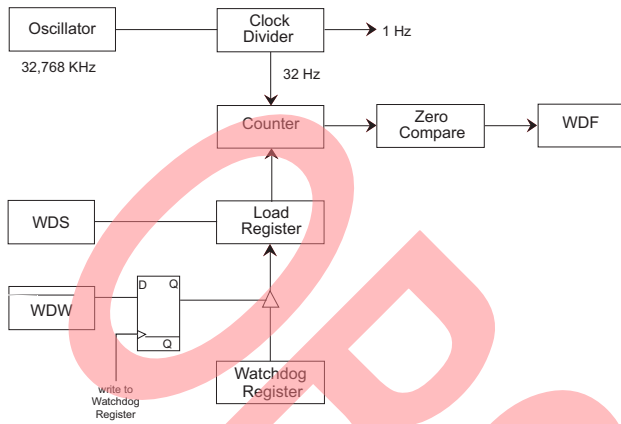 Oscillator
Clock
Divider
1 Hz
32,768 KHz
32 Hz
Counter
Zero
Compare
WDF
WDS
Load
Register
D
Q
WDW
Q
Watchdog
Register
write to
Watchdog
Register